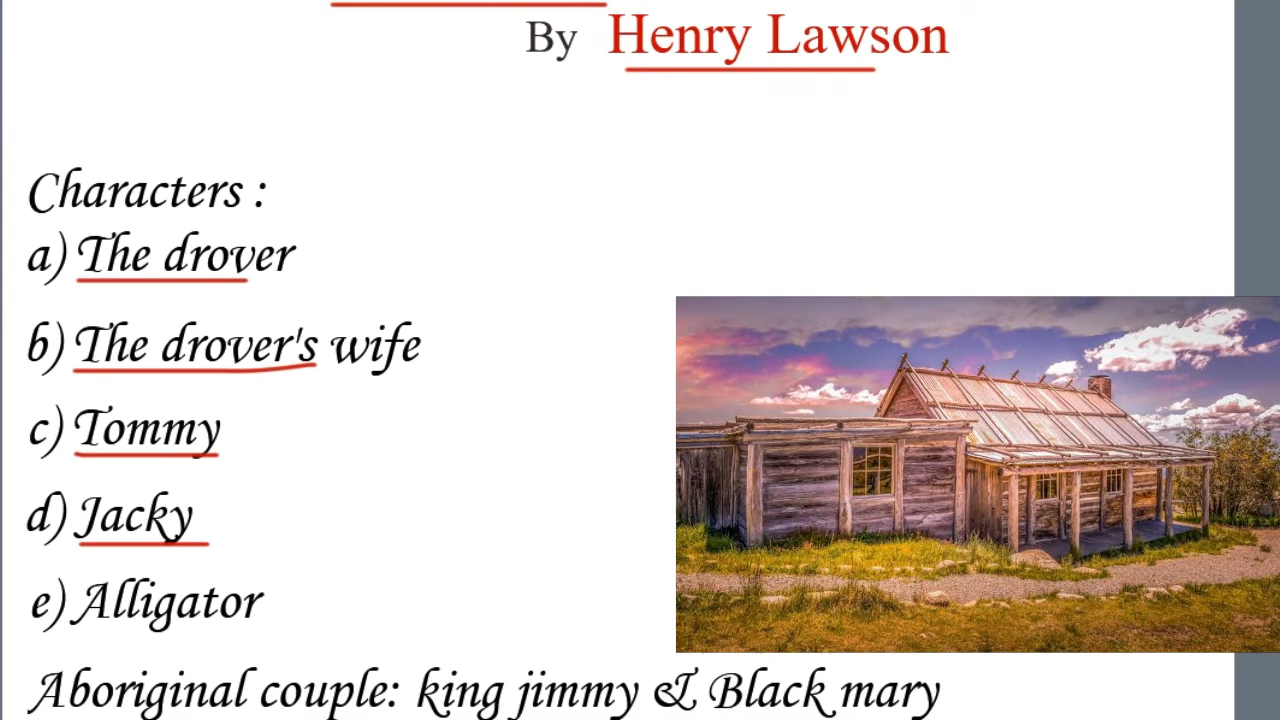 By Henry Lawson
Characters :
a) The drover
b) The drover's wife
c) Tommy
d) Jacky
e) Alligator
Aboriginal couple: king jimmy & Black mary